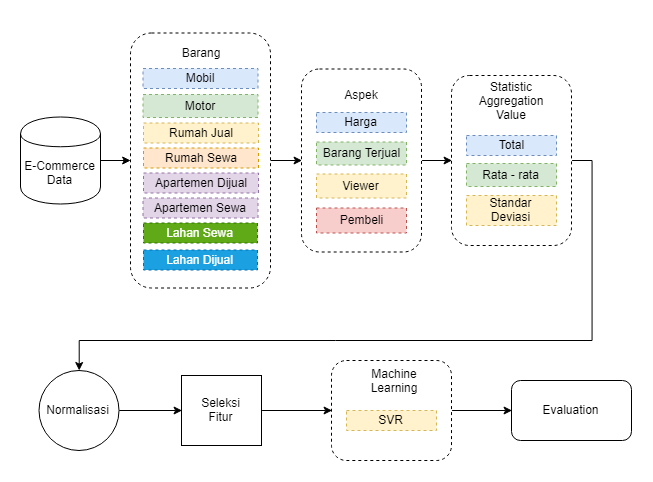 E-Commerce
Data
Barang
Mobil
Motor
Rumah Jual
Rumah Sewa
Apartemen Dijual
Apartemen Sewa
Lahan Sewa
Lahan Dijual
Aspek
Harga
Barang Terjual
Viewer
Pembeli
Statistic
Aggregation
Value
Total
Rata - rata
Standar
Deviasi
Normalisasi
Seleksi
Fitur
Machine
Learning
SVR
Evaluation